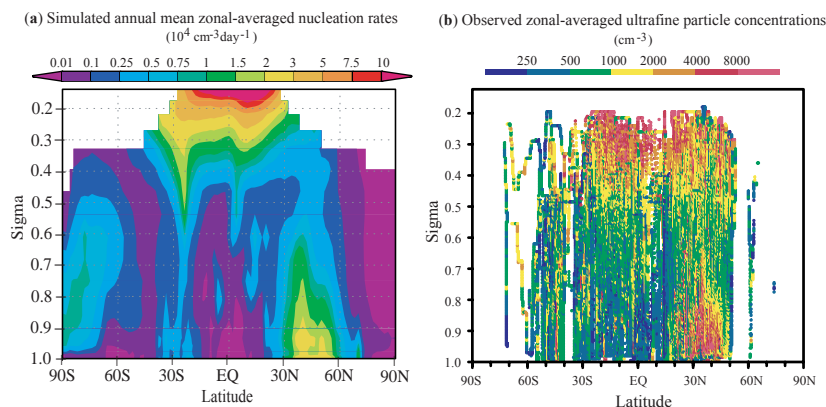 (a) Simulated annual mean zonal-averaged nucleation rates
(10⁴ cm⁻³day⁻¹)
0.01 0.1 0.25 0.5 0.75 1 1.5 2 3 5 7.5 10
0.2
0.3
0.4
0.5
0.6
0.7
0.8
0.9
1.0
Sigma
90S 60S 30S EQ 30N 60N 90N
Latitude
(b) Observed zonal-averaged ultrafine particle concentrations
(cm⁻³)
250 500 1000 2000 4000 8000
0.2
0.3
0.4
0.5
0.6
0.7
0.8
0.9
1.0
Sigma
90S 60S 30S EQ 30N 60N 90N
Latitude